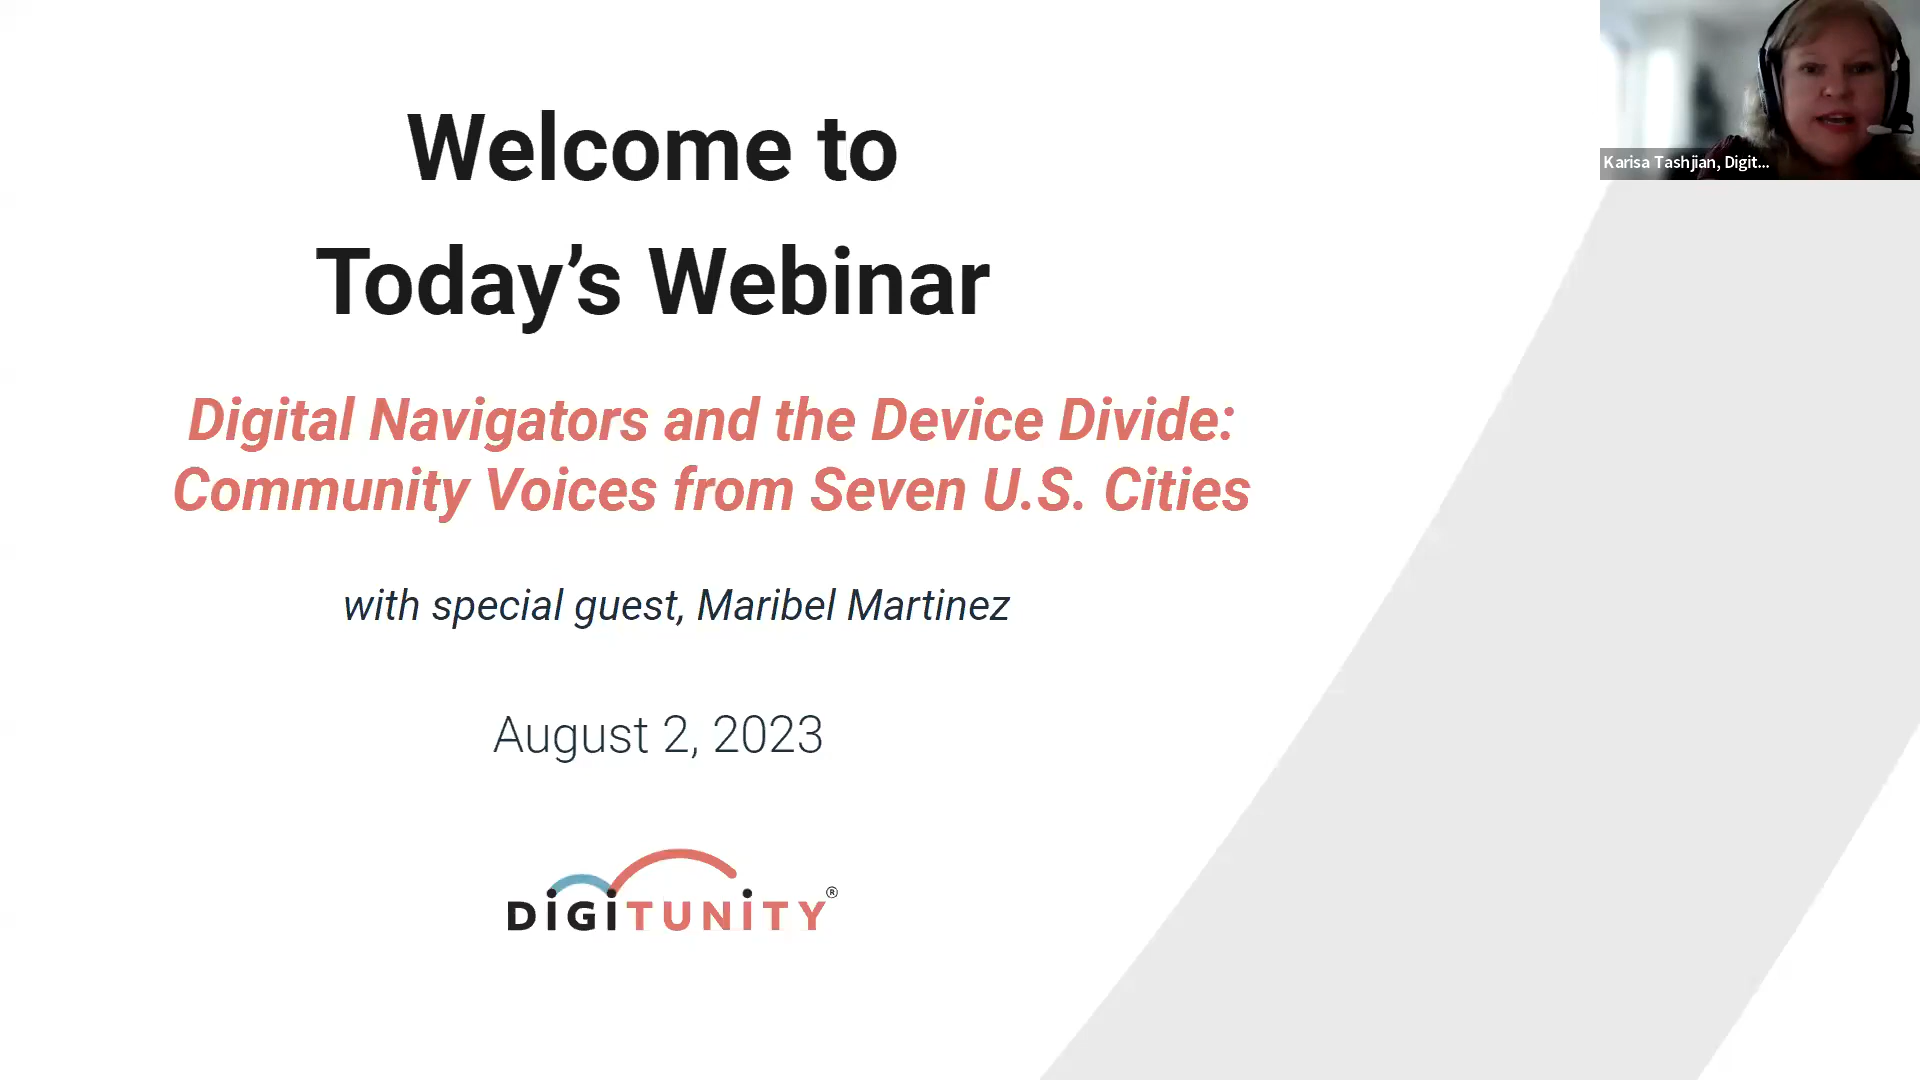 Welcome to
Today’s Webinar
Digital Navigators and the Device Divide:
Community Voices from Seven U.S. Cities
with special guest, Maribel Martinez
August 2, 2023
DIGITUNITY®
Karisa Tashjian, Digit...